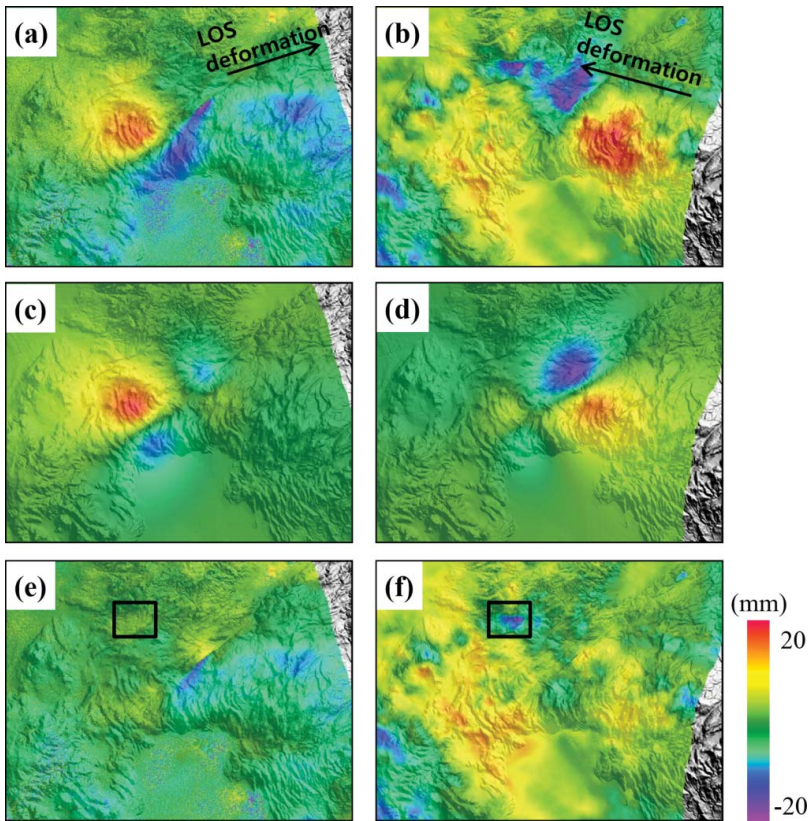 (a)
LOS
deformation
(b)
LOS
deformation
(c)
(d)
(e)
(f)
(mm)
20
-20